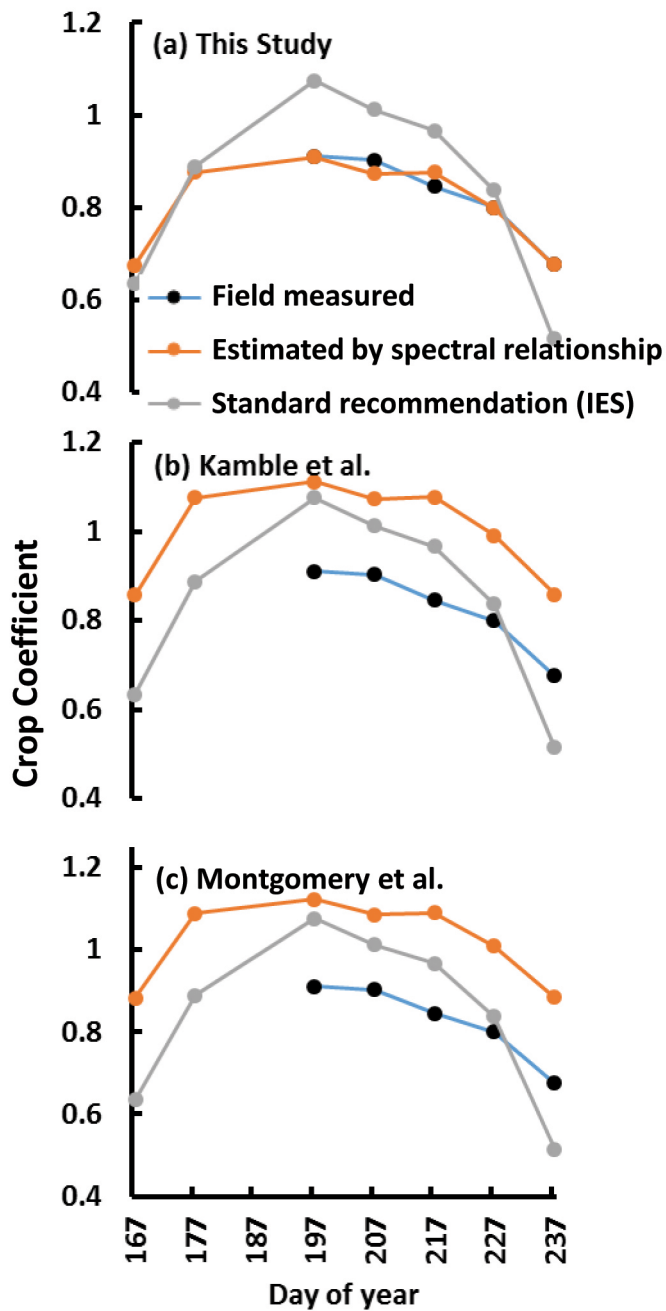 1.2
(a) This Study
1
0.8
0.6
Field measured
Estimated by spectral relationship
0.4
Standard recommendation (IES)
1.2
(b) Kamble et al.
1
0.8
0.6
0.4
Crop Coefficient
1.2
(c) Montgomery et al.
1
0.8
0.6
0.4
167 177 187 197 207 217 227 237
Day of year